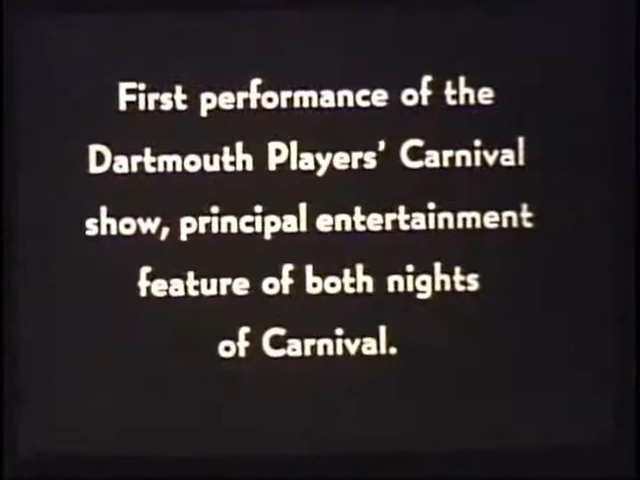 First performance of the
Dartmouth Players' Carnival
show, principal entertainment
feature of both nights
of Carnival.